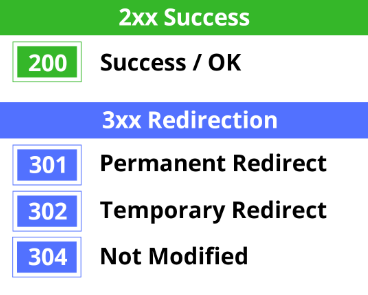 2xx Success
200 Success / OK
3xx Redirection
301 Permanent Redirect
302 Temporary Redirect
304 Not Modified